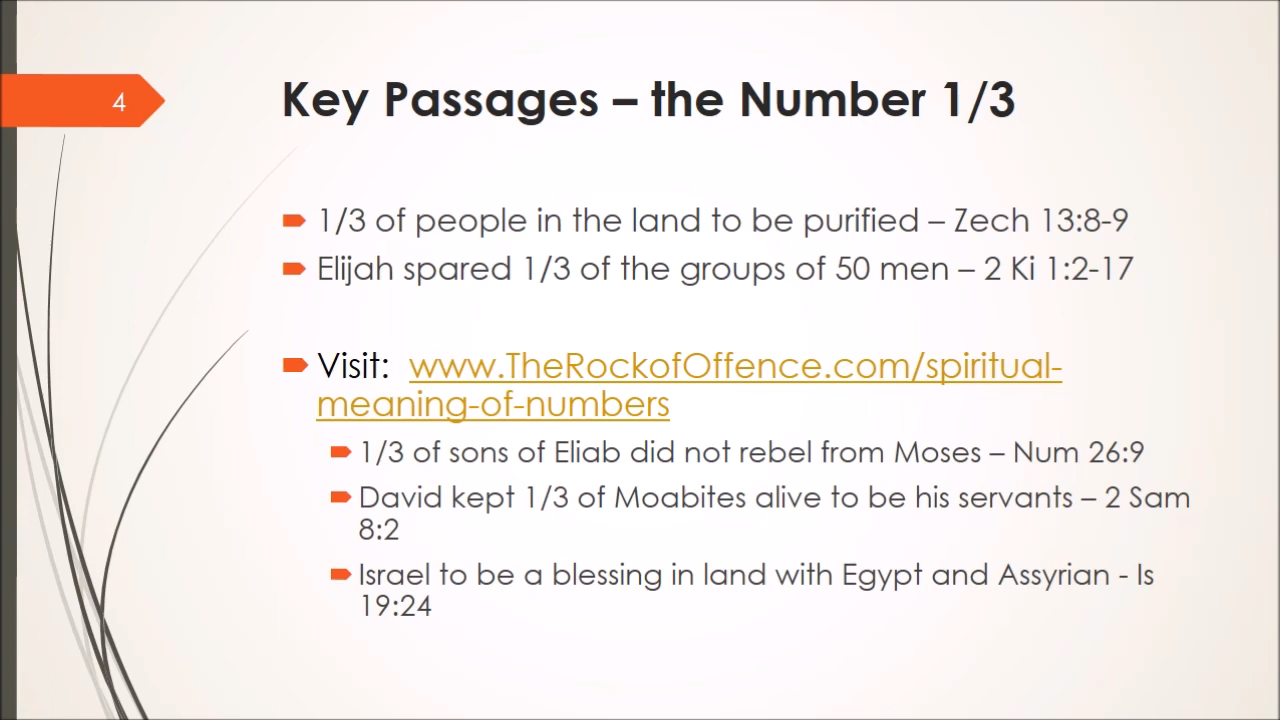 4
Key Passages – the Number 1/3
1/3 of people in the land to be purified – Zech 13:8-9
Elijah spared 1/3 of the groups of 50 men – 2 Ki 1:2-17
Visit: www.TheRockofOffence.com/spiritual-
meaning-of-numbers
1/3 of sons of Eliab did not rebel from Moses – Num 26:9
David kept 1/3 of Moabites alive to be his servants – 2 Sam
8:2
Israel to be a blessing in land with Egypt and Assyrian - Is
19:24